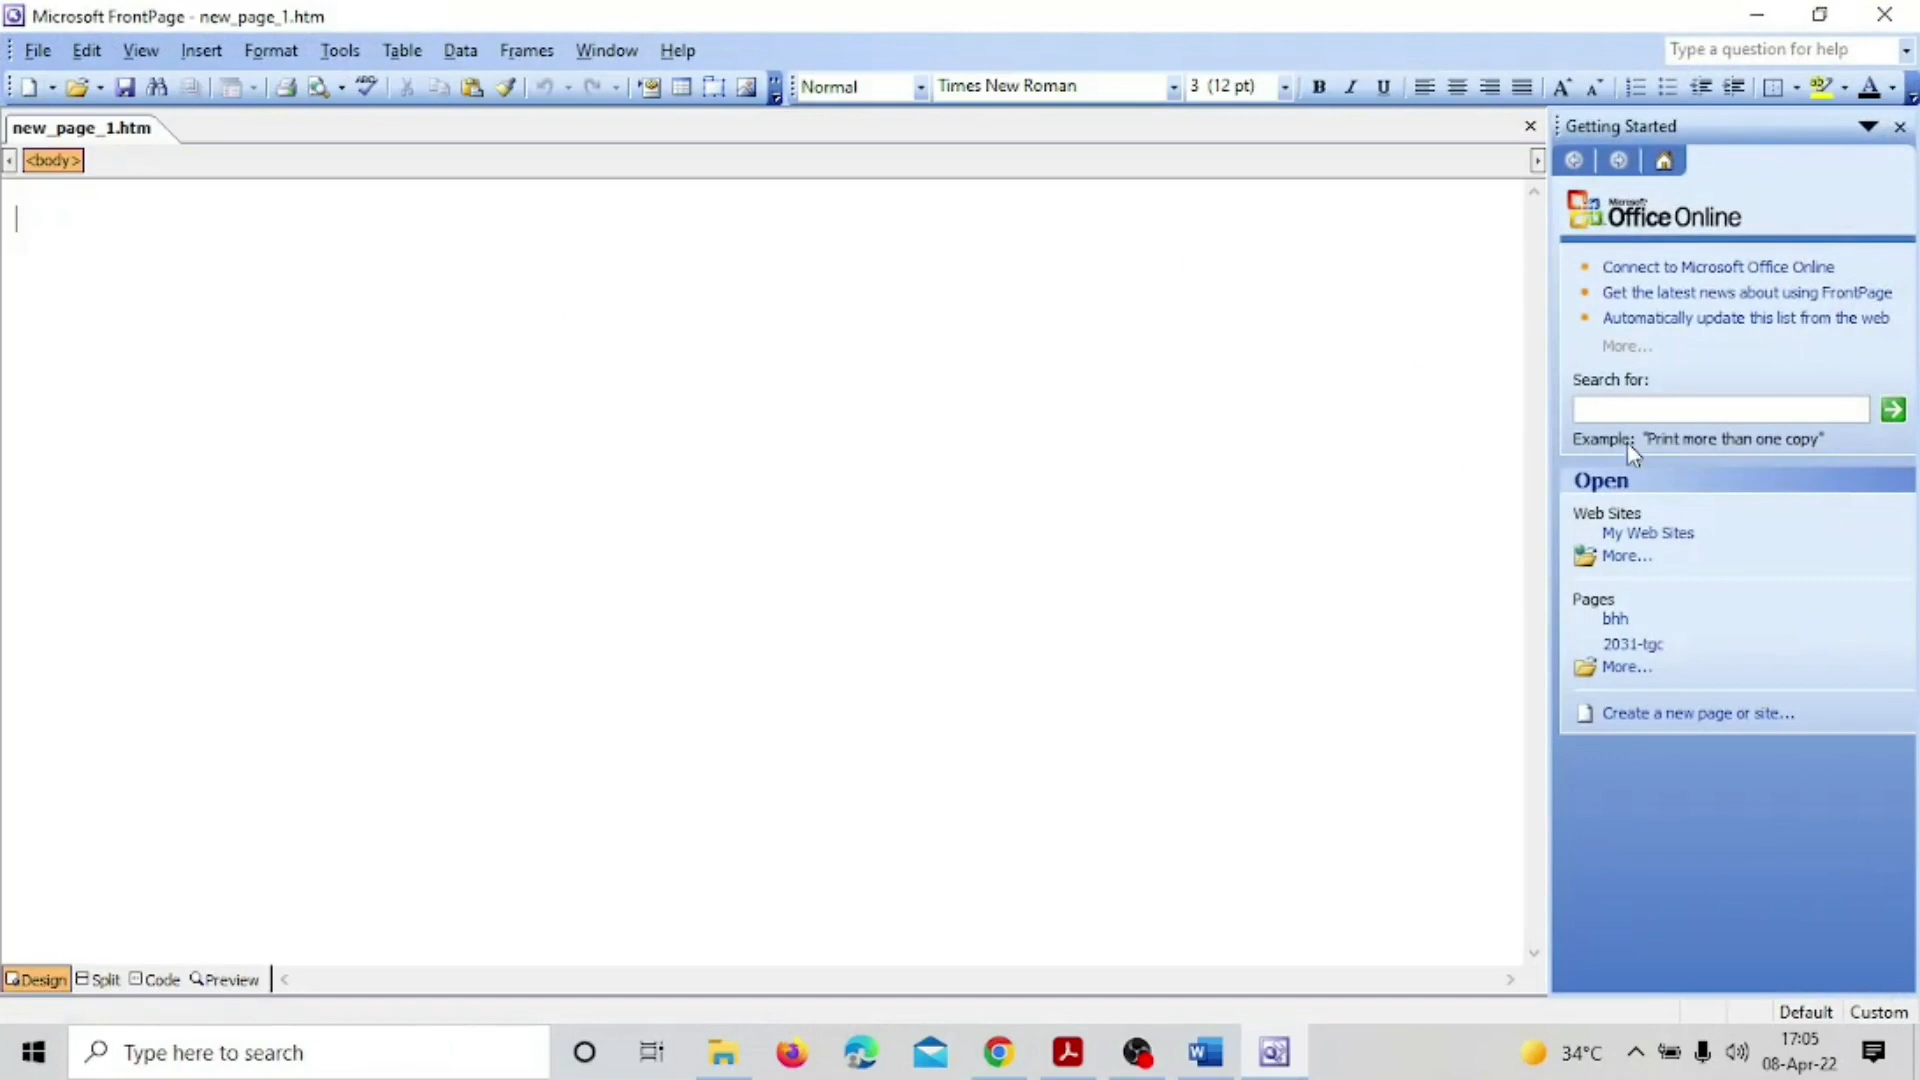 Microsoft FrontPage - new_page_1.htm
File Edit View Insert Format Tools Table Data Frames Window Help
Type a question for help
Normal Times New Roman 3 (12 pt) B I U A A A
new_page_1.htm
Getting Started
<body>
Microsoft
Office Online
Connect to Microsoft Office Online
Get the latest news about using FrontPage
Automatically update this list from the web
More...
Search for:
Example: "Print more than one copy"
Open
Web Sites
My Web Sites
More...
Pages
bhh
2031-tgc
More...
Create a new page or site...
Design Split Code Preview
Default Custom
Type here to search
34°C
17:05
08-Apr-22